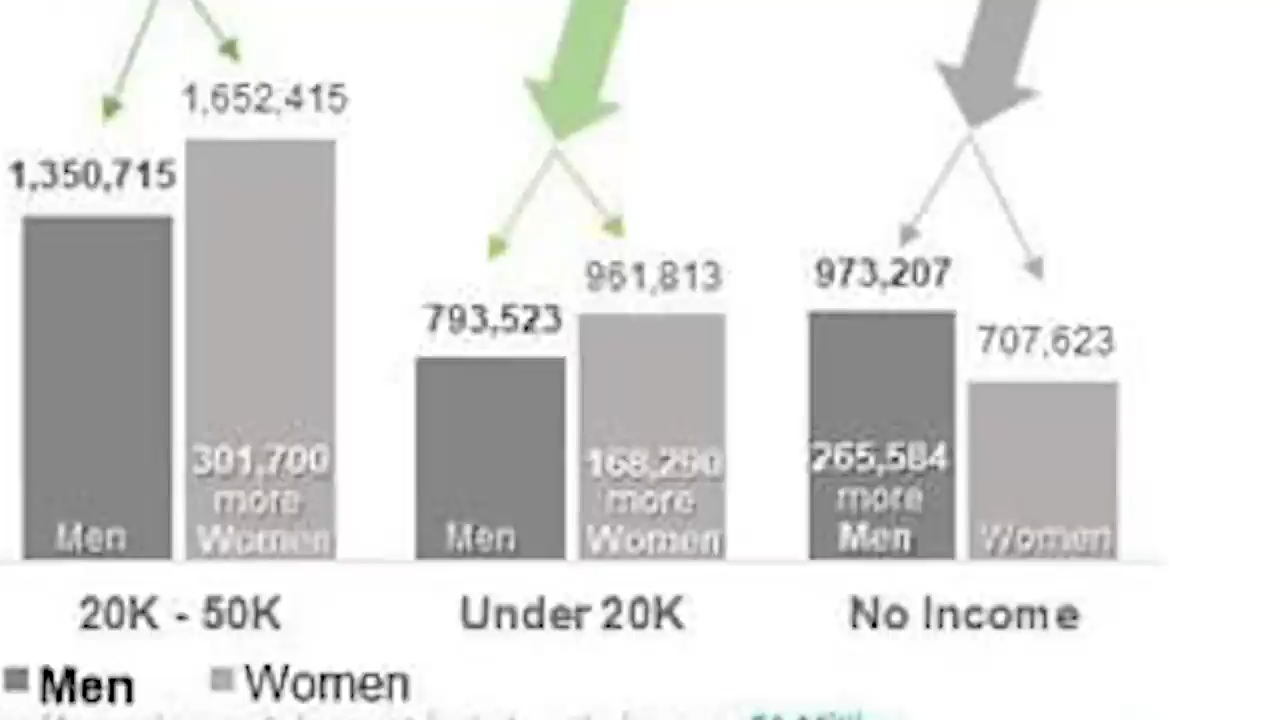 1,652,415
1,350,715
961,813
973,207
793,523
707,623
301,700
more
Women
Men
168,290
more
Women
Men
265,584
more
Men
Women
20K - 50K
Under 20K
No Income
Men
Women